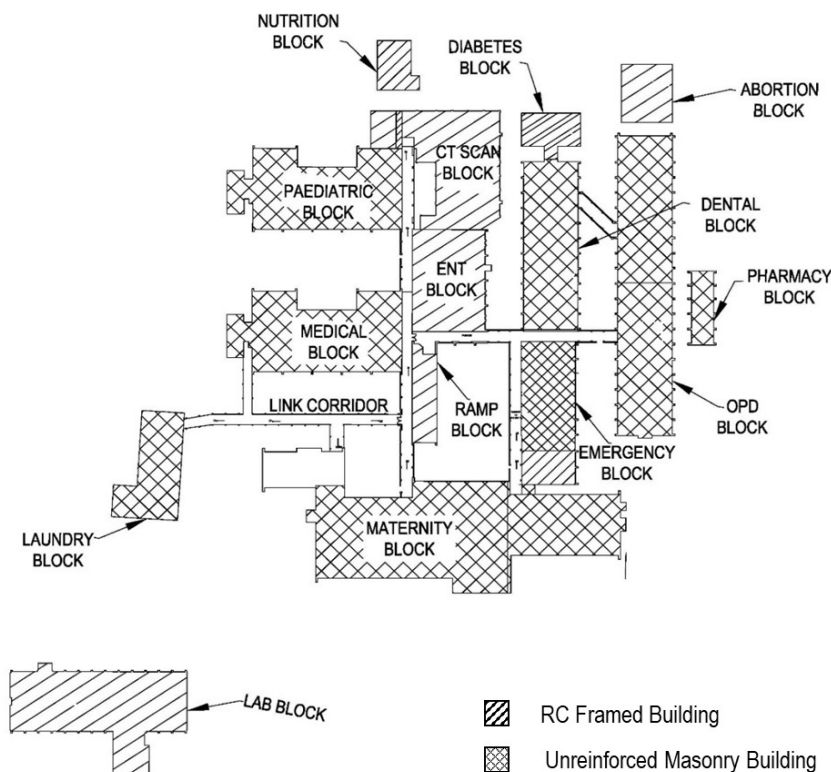 NUTRITION
BLOCK
DIABETES
BLOCK
ABORTION
BLOCK
CT SCAN
BLOCK
PAEDIATRIC
BLOCK
DENTAL
BLOCK
ENT
BLOCK
PHARMACY
BLOCK
MEDICAL
BLOCK
LINK CORRIDOR
RAMP
BLOCK
OPD
BLOCK
EMERGENCY
BLOCK
MATERNITY
BLOCK
LAUNDRY
BLOCK
LAB BLOCK
RC Framed Building
Unreinforced Masonry Building